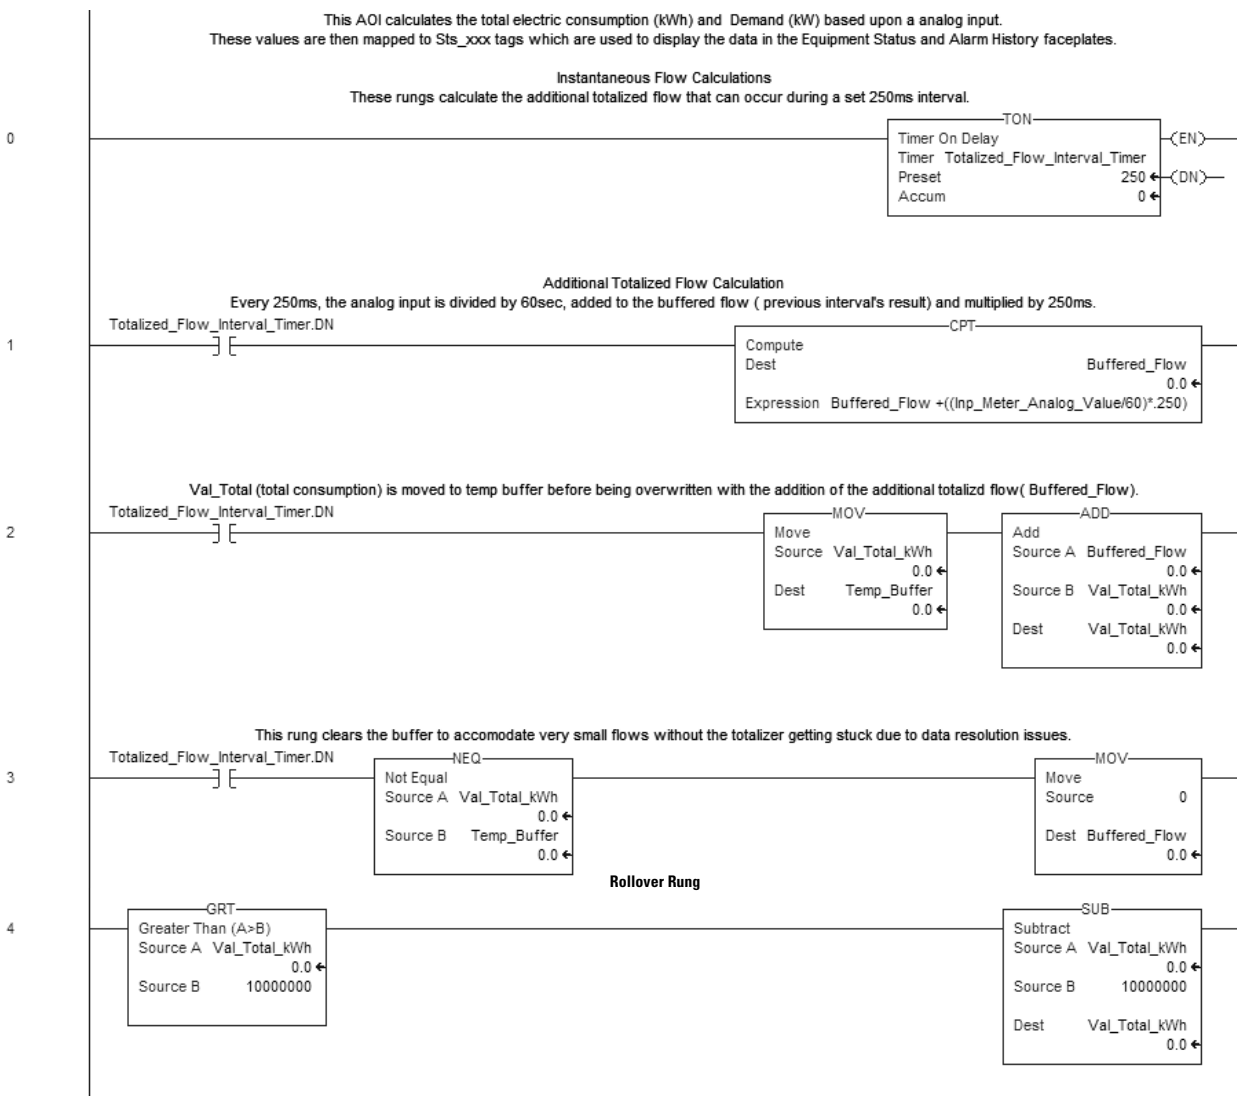 This AOI calculates the total electric consumption (kWh) and Demand (kW) based upon a analog input.
These values are then mapped to Sts_xxx tags which are used to display the data in the Equipment Status and Alarm History faceplates.
Instantaneous Flow Calculations
These rungs calculate the additional totalized flow that can occur during a set 250ms interval.
0
TON
Timer On Delay
Timer Totalized_Flow_Interval_Timer
Preset 250
Accum 0
EN
DN
Additional Totalized Flow Calculation
Every 250ms, the analog input is divided by 60sec, added to the buffered flow ( previous interval's result) and multiplied by 250ms.
1
Totalized_Flow_Interval_Timer.DN
CPT
Compute
Dest Buffered_Flow
0.0
Expression Buffered_Flow +((Inp_Meter_Analog_Value/60)*.250)
Val_Total (total consumption) is moved to temp buffer before being overwritten with the addition of the additional totalizd flow( Buffered_Flow).
2
Totalized_Flow_Interval_Timer.DN
MOV
Move
Source Val_Total_kWh
0.0
Dest Temp_Buffer
0.0
ADD
Add
Source A Buffered_Flow
0.0
Source B Val_Total_kWh
0.0
Dest Val_Total_kWh
0.0
This rung clears the buffer to accomodate very small flows without the totalizer getting stuck due to data resolution issues.
3
Totalized_Flow_Interval_Timer.DN
NEQ
Not Equal
Source A Val_Total_kWh
0.0
Source B Temp_Buffer
0.0
MOV
Move
Source 0
Dest Buffered_Flow
0.0
Rollover Rung
4
GRT
Greater Than (A>B)
Source A Val_Total_kWh
0.0
Source B 10000000
SUB
Subtract
Source A Val_Total_kWh
0.0
Source B 10000000
Dest Val_Total_kWh
0.0